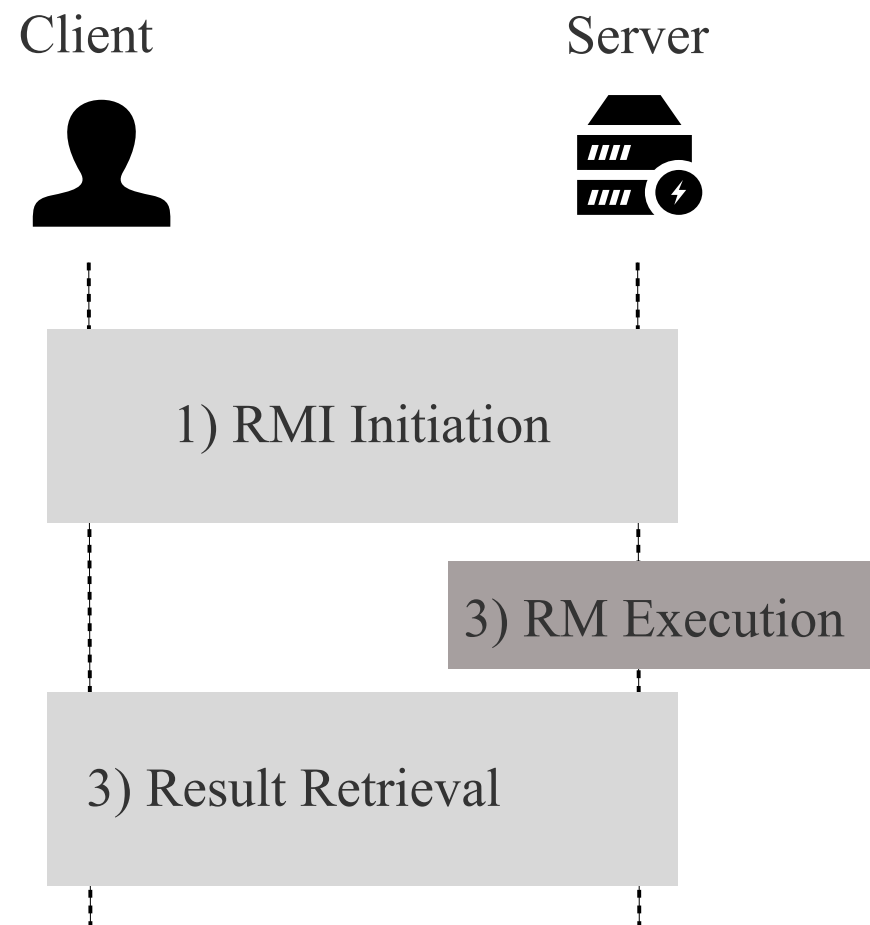 Client
Server
1) RMI Initiation
3) RM Execution
3) Result Retrieval